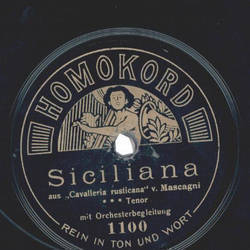 HOMOKORD
Siciliana
aus „Cavalleria rusticana" v. Mascagni
*** Tenor
mit Orchesterbegleitung
1100
REIN IN TON UND WORT